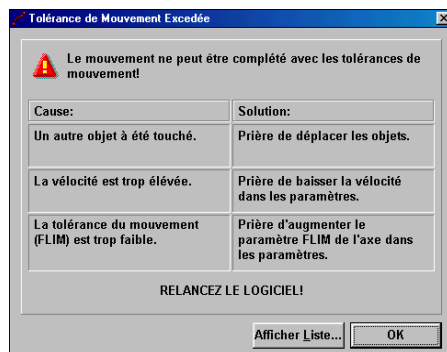 Tolérance de Mouvement Excedée
Le mouvement ne peut être complété avec les tolérances de
mouvement!
Cause:
Solution:
Un autre objet à été touché.
Prière de déplacer les objets.
La vélocité est trop élévée.
Prière de baisser la vélocité
dans les paramètres.
La tolérance du mouvement
(FLIM) est trop faible.
Prière d'augmenter le
paramètre FLIM de l'axe dans
les paramètres.
RELANCEZ LE LOGICIEL!
Afficher Liste...
OK